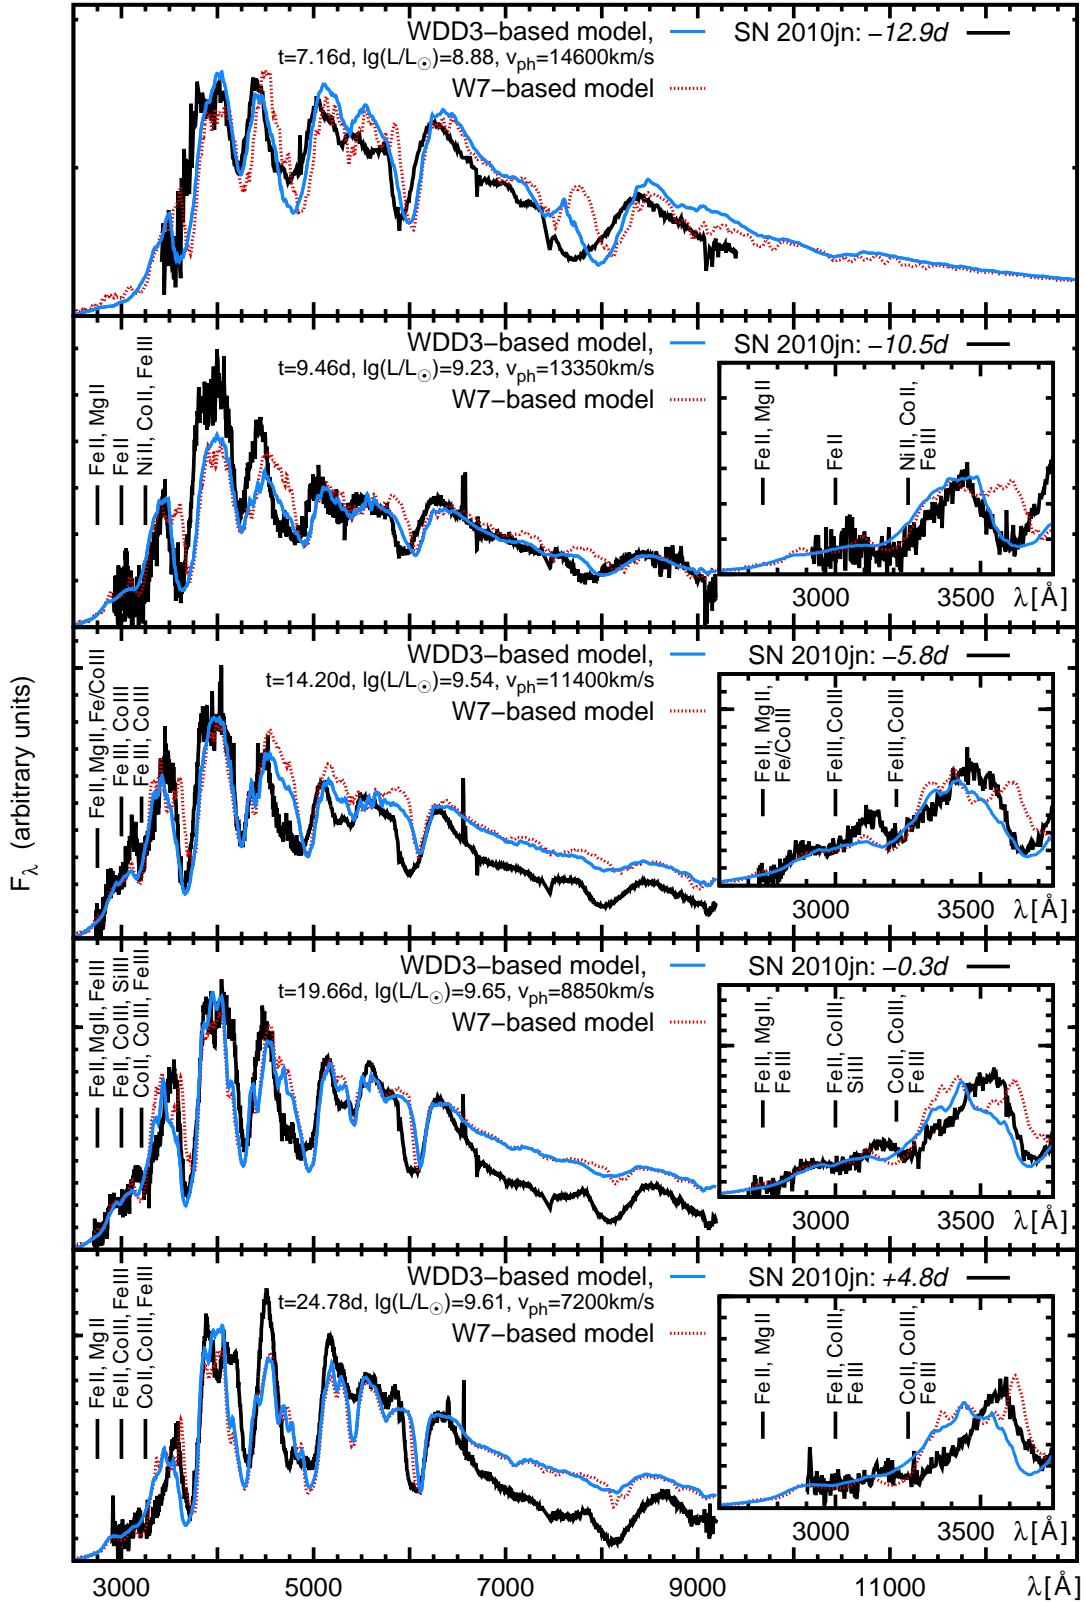 WDD3−based model, SN 2010jn: −12.9d
t=7.16d, lg(L/L☉)=8.88, vph=14600km/s
W7−based model
WDD3−based model, SN 2010jn: −10.5d
t=9.46d, lg(L/L☉)=9.23, vph=13350km/s
W7−based model
Fe II, Mg II
Fe II
Ni II, Co II, Fe III
Fe II, Mg II
Fe II
Ni II, Co II,
Fe III
3000 3500 λ[Å]
WDD3−based model, SN 2010jn: −5.8d
t=14.20d, lg(L/L☉)=9.54, vph=11400km/s
W7−based model
Fe II, Mg II, Fe/Co III
Fe III, Co III
Fe III, Co III
Fe II, Mg II,
Fe/Co III
Fe III, Co III
Fe III, Co III
3000 3500 λ[Å]
Fλ (arbitrary units)
WDD3−based model, SN 2010jn: −0.3d
t=19.66d, lg(L/L☉)=9.65, vph=8850km/s
W7−based model
Fe II, Mg II, Fe III
Fe II, Co III, Si III
Co II, Co III, Fe III
Fe II, Mg II,
Fe III
Fe II, Co III,
Si III
Co II, Co III,
Fe III
3000 3500 λ[Å]
WDD3−based model, SN 2010jn: +4.8d
t=24.78d, lg(L/L☉)=9.61, vph=7200km/s
W7−based model
Fe II, Mg II
Fe II, Co III, Fe III
Co II, Co III, Fe III
Fe II, Mg II
Fe II, Co III,
Fe III
Co II, Co III,
Fe III
3000 3500 λ[Å]
3000 5000 7000 9000 11000 λ[Å]